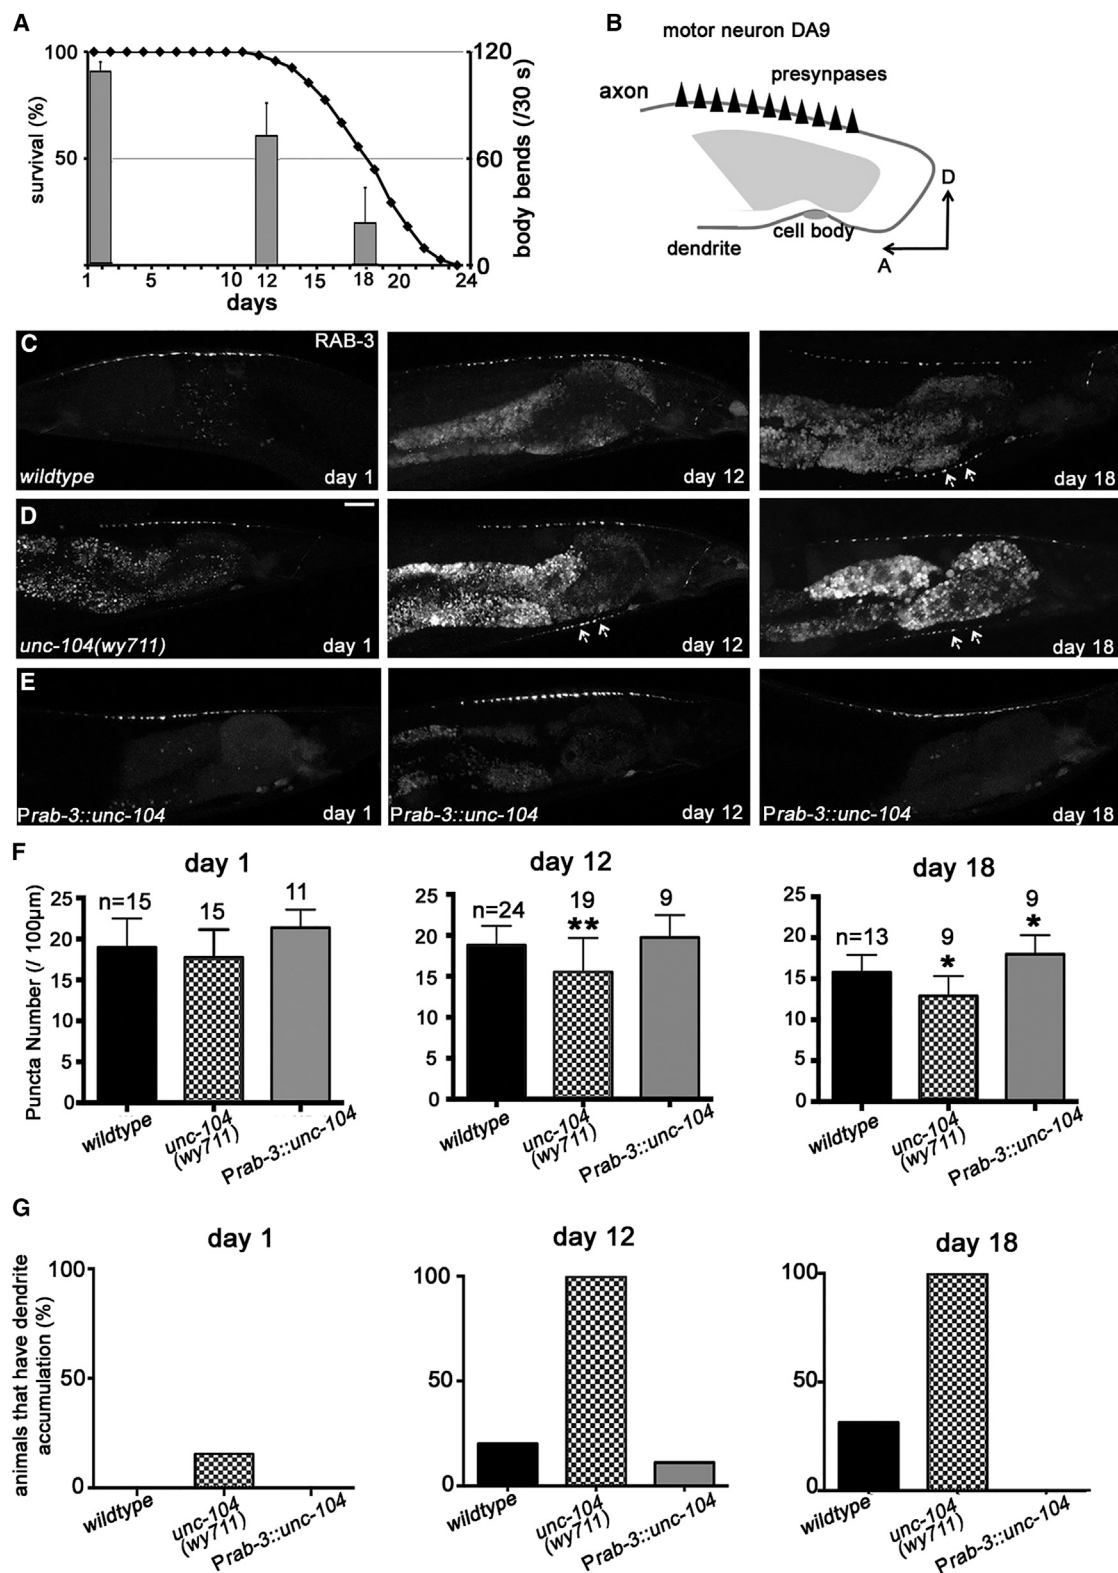 A
survival (%)
100
50
120
60
0
body bends (/30 s)
1 5 10 12 15 18 20 24
days
B
motor neuron DA9
presynpases
axon
cell body
dendrite
D
A
C
RAB-3
wildtype
day 1
day 12
day 18
D
unc-104(wy711)
day 1
day 12
day 18
E
Prab-3::unc-104
day 1
Prab-3::unc-104
day 12
Prab-3::unc-104
day 18
F
day 1
Puncta Number (/ 100µm)
25
20
15
10
5
0
n=15
15
11
wildtype
unc-104
(wy711)
Prab-3::unc-104
day 12
25
20
15
10
5
0
n=24
19
**
9
wildtype
unc-104
(wy711)
Prab-3::unc-104
day 18
25
20
15
10
5
0
n=13
9
*
9
*
wildtype
unc-104
(wy711)
Prab-3::unc-104
G
day 1
animals that have dendrite
accumulation (%)
100
50
0
wildtype
unc-104
(wy711)
Prab-3::unc-104
day 12
100
50
0
wildtype
unc-104
(wy711)
Prab-3::unc-104
day 18
100
50
0
wildtype
unc-104
(wy711)
Prab-3::unc-104